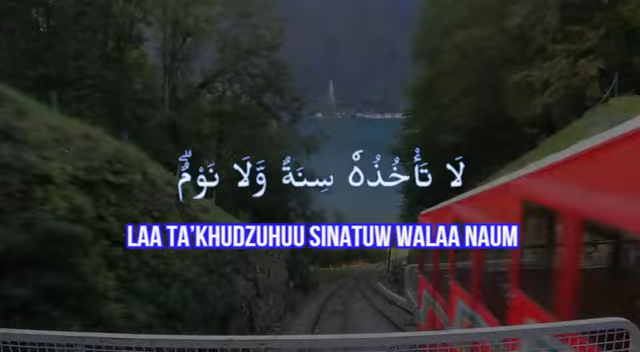 لَا تَأْخُذُهٗ سِنَةٌ وَّلَا نَوْمٌۗ
LAA TA'KHUDZUHUU SINATUW WALAA NAUM